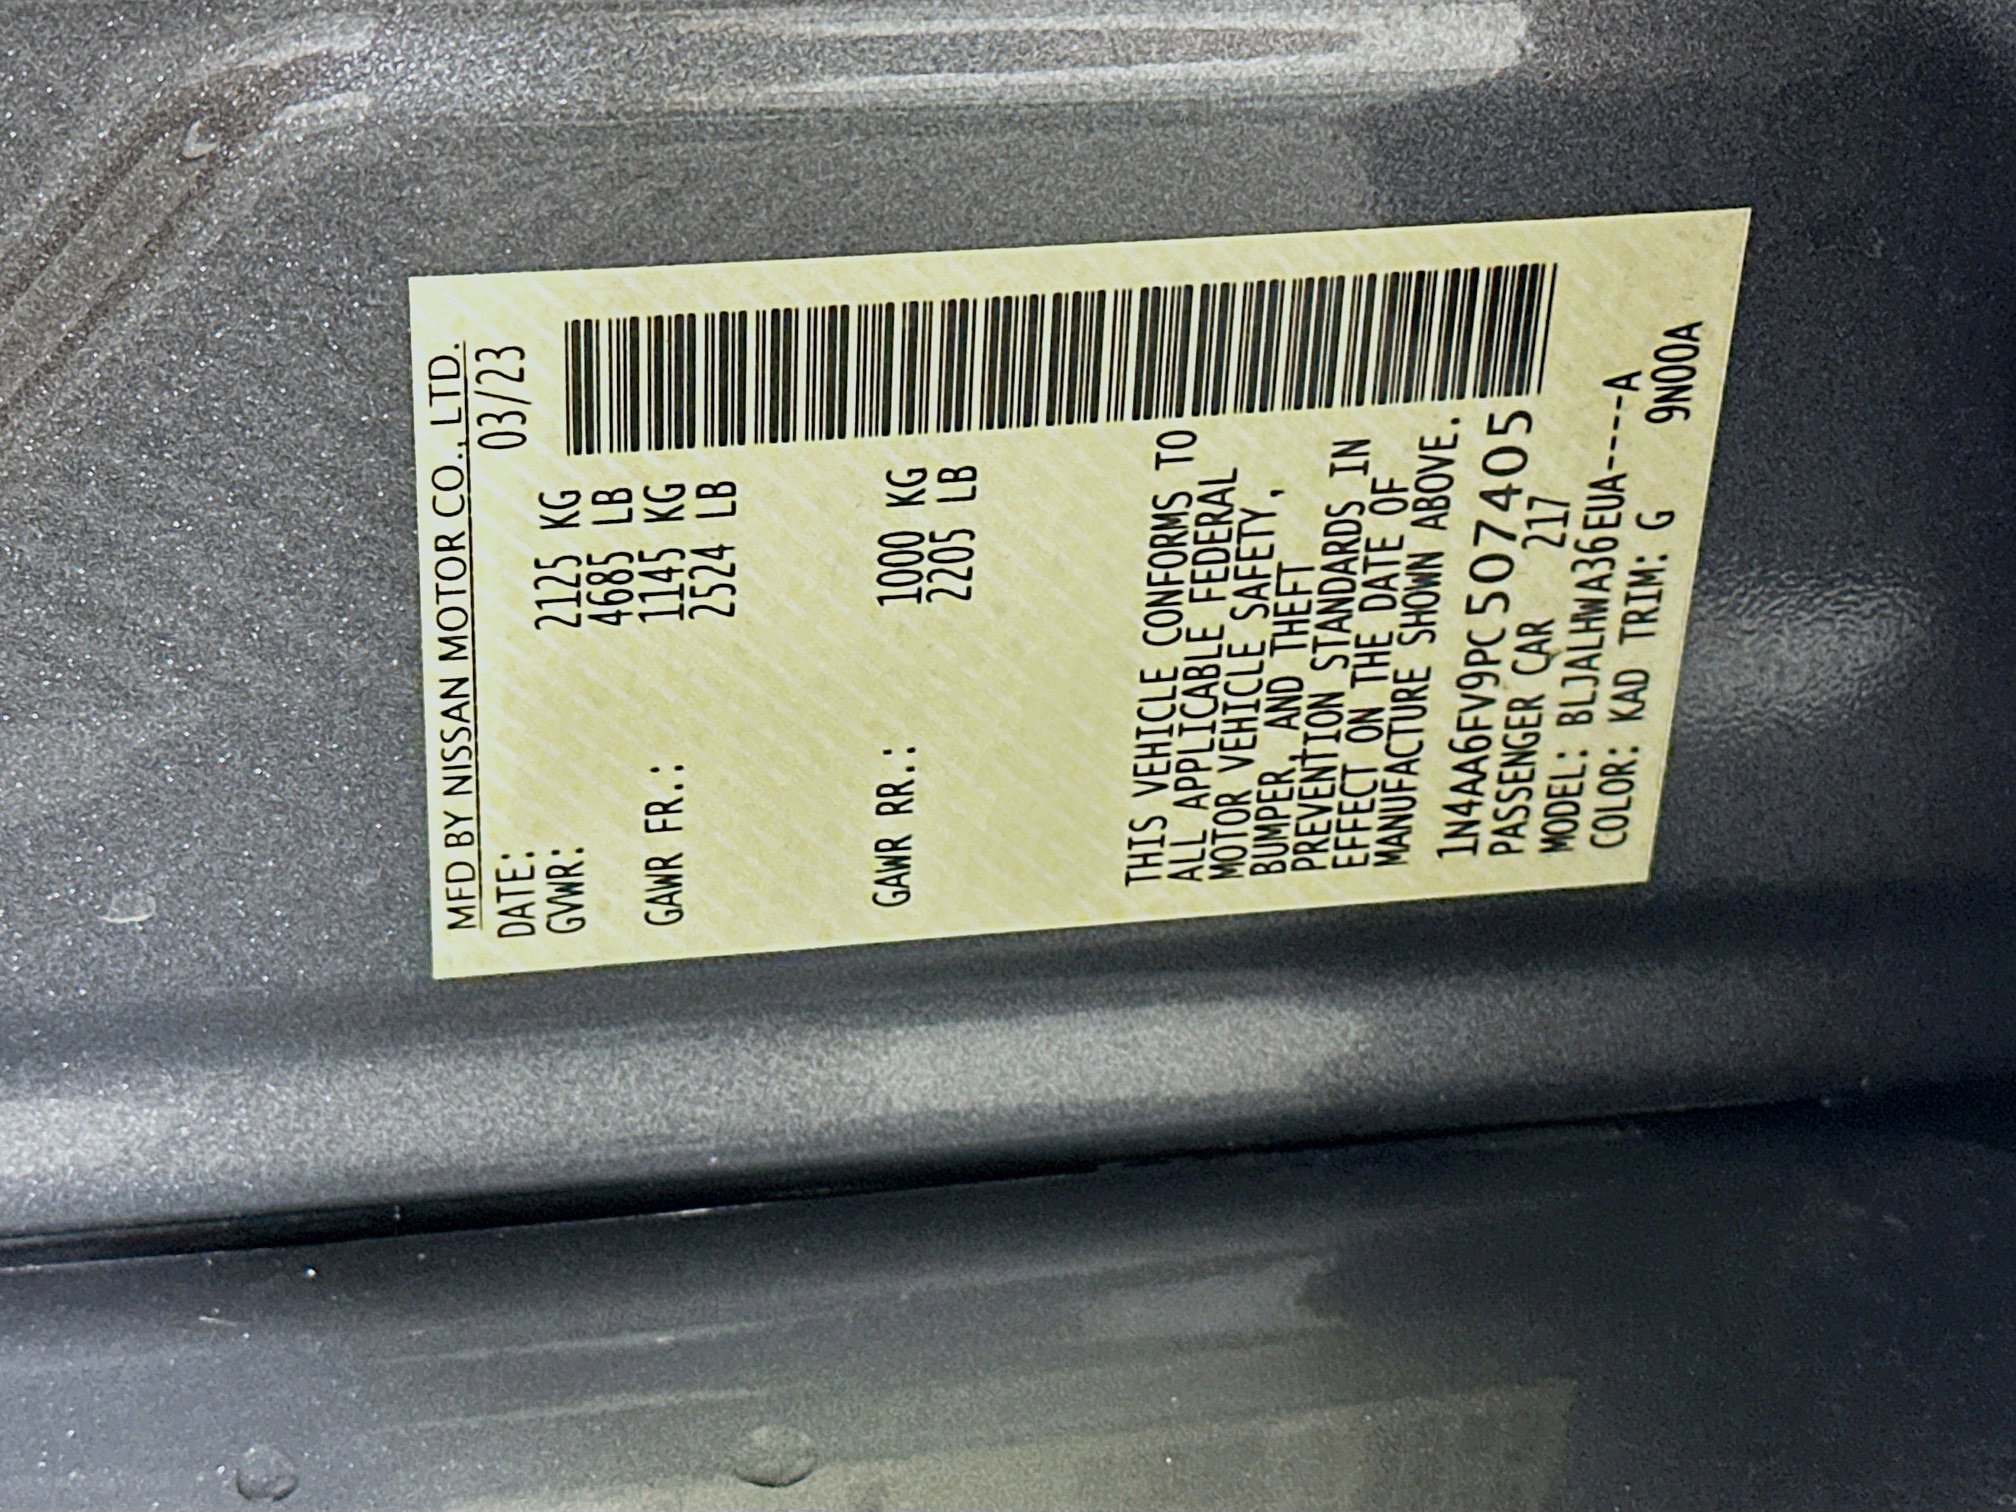 MFD BY NISSAN MOTOR CO., LTD.
DATE: 03/23
GVWR: 2125 KG
4685 LB
GAWR FR.: 1145 KG
2524 LB
GAWR RR.: 1000 KG
2205 LB
THIS VEHICLE CONFORMS TO
ALL APPLICABLE FEDERAL
MOTOR VEHICLE SAFETY,
BUMPER, AND THEFT
PREVENTION STANDARDS IN
EFFECT ON THE DATE OF
MANUFACTURE SHOWN ABOVE.
1N4AA6FV9PC507405
PASSENGER CAR 217
MODEL: BLJALHWA36EUA----A
COLOR: KAD TRIM: G 9N00A